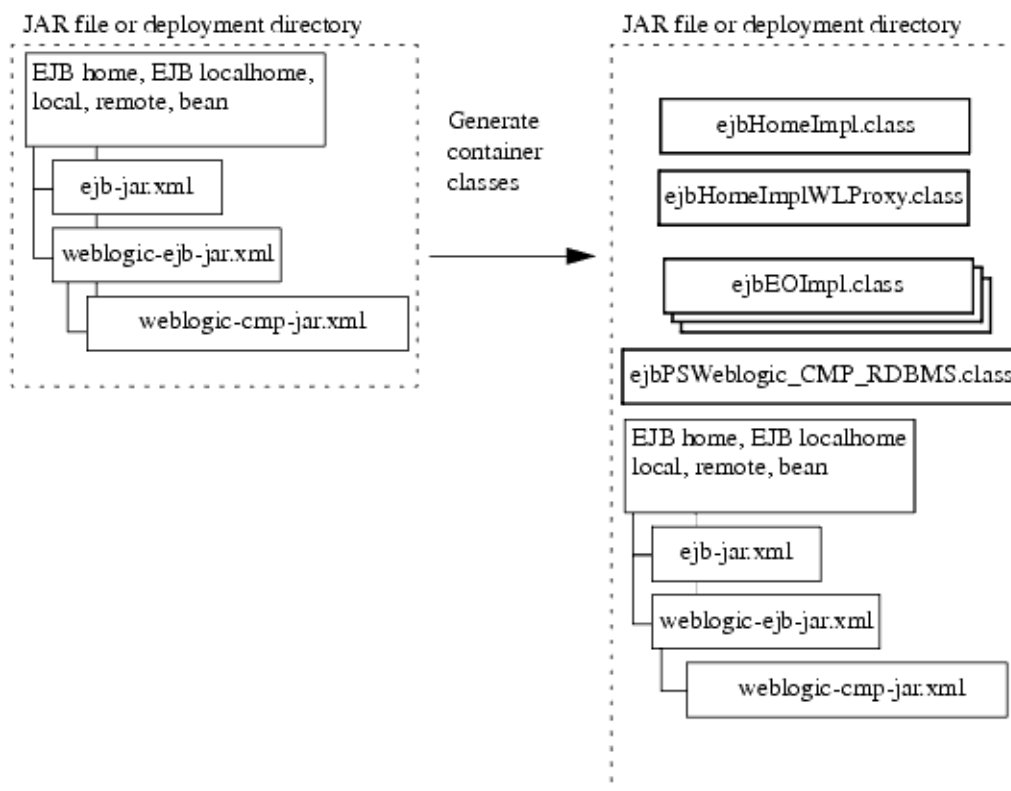 JAR file or deployment directory
EJB home, EJB localhome,
local, remote, bean
ejb-jar.xml
weblogic-ejb-jar.xml
weblogic-cmp-jar.xml
Generate
container
classes
JAR file or deployment directory
ejbHomeImpl.class
ejbHomeImplWLProxy.class
ejbEOImpl.class
ejbPSWeblogic_CMP_RDBMS.class
EJB home, EJB localhome
local, remote, bean
ejb-jar.xml
weblogic-ejb-jar.xml
weblogic-cmp-jar.xml